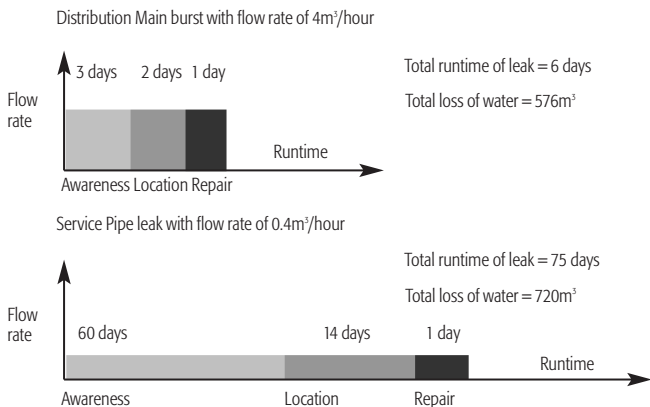 Distribution Main burst with flow rate of 4m³/hour
3 days 2 days 1 day
Total runtime of leak = 6 days
Flow rate
Total loss of water = 576m³
Runtime
Awareness Location Repair
Service Pipe leak with flow rate of 0.4m³/hour
Total runtime of leak = 75 days
Total loss of water = 720m³
Flow rate
60 days 14 days 1 day
Runtime
Awareness Location Repair